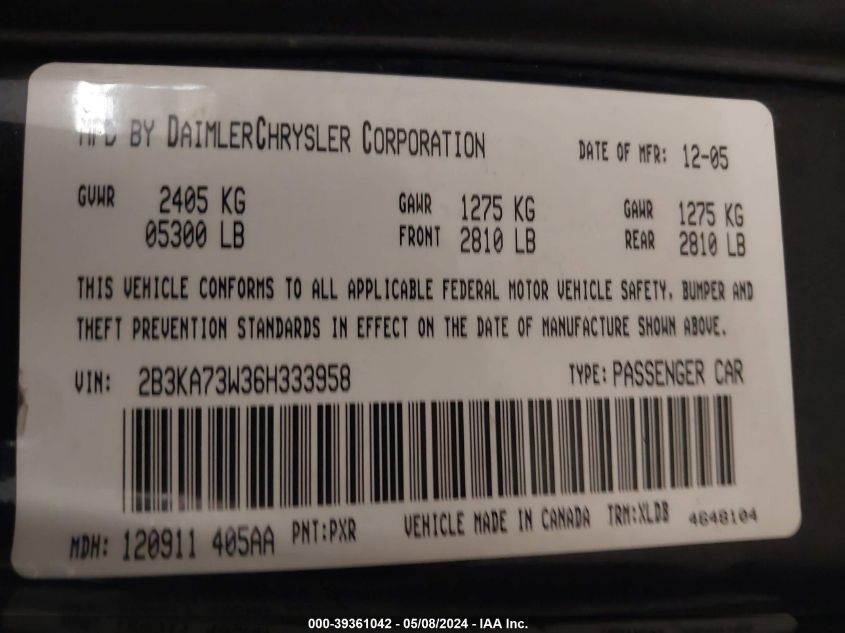 MFD BY DAIMLERCHRYSLER CORPORATION DATE OF MFR: 12-05
GVWR 2405 KG GAWR 1275 KG GAWR 1275 KG
05300 LB FRONT 2810 LB REAR 2810 LB
THIS VEHICLE CONFORMS TO ALL APPLICABLE FEDERAL MOTOR VEHICLE SAFETY, BUMPER AND
THEFT PREVENTION STANDARDS IN EFFECT ON THE DATE OF MANUFACTURE SHOWN ABOVE.
VIN: 2B3KA73W36H333958 TYPE: PASSENGER CAR
MDH: 120911 405AA PNT:PXR VEHICLE MADE IN CANADA TRM:XLD8 4648104
000-39361042 - 05/08/2024 - IAA Inc.